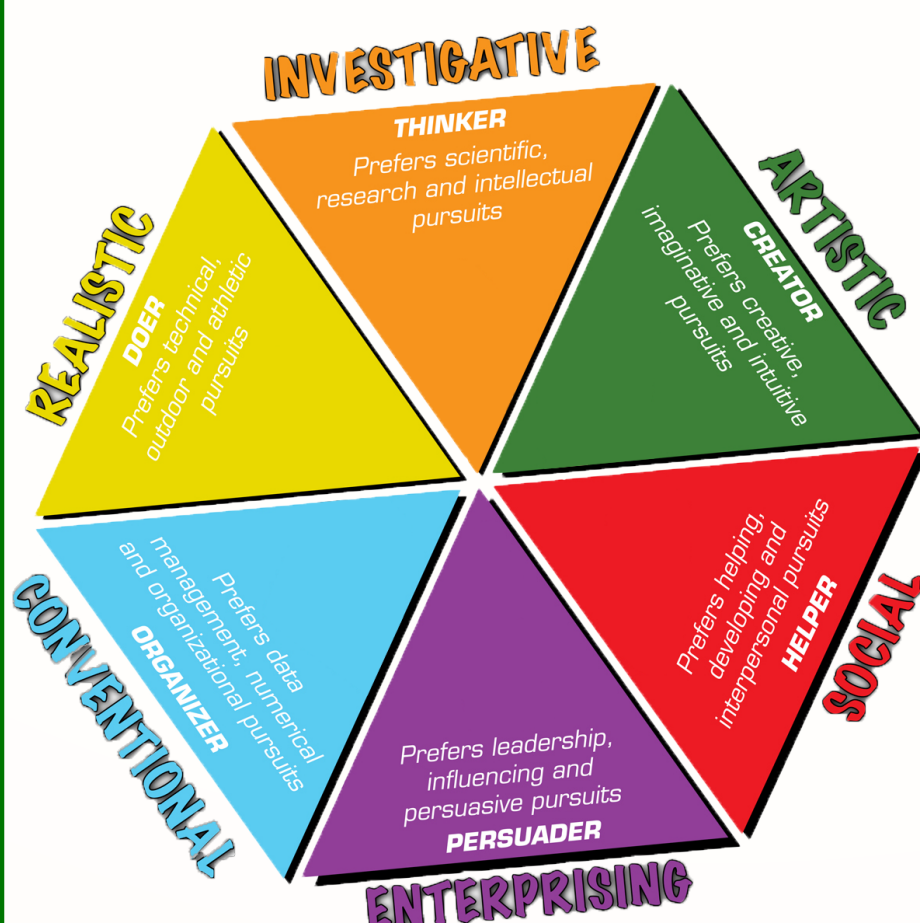 INVESTIGATIVE
THINKER
Prefers scientific,
research and intellectual
pursuits
ARTISTIC
CREATOR
Prefers creative,
imaginative and intuitive
pursuits
SOCIAL
Prefers helping,
developing and
interpersonal pursuits
HELPER
ENTERPRISING
Prefers leadership,
influencing and
persuasive pursuits
PERSUADER
CONVENTIONAL
Prefers data
management, numerical
and organizational pursuits
ORGANIZER
REALISTIC
DOER
Prefers technical,
outdoor and athletic
pursuits